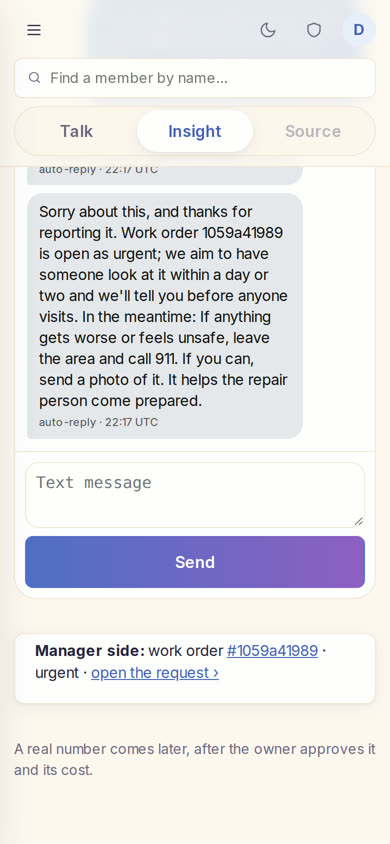 D
Find a member by name...
Talk
Insight
Source
auto-reply · 22:17 UTC
Sorry about this, and thanks for
reporting it. Work order 1059a41989
is open as urgent; we aim to have
someone look at it within a day or
two and we'll tell you before anyone
visits. In the meantime: If anything
gets worse or feels unsafe, leave
the area and call 911. If you can,
send a photo of it. It helps the repair
person come prepared.
auto-reply · 22:17 UTC
Text message
Send
Manager side: work order #1059a41989 ·
urgent · open the request ›
A real number comes later, after the owner approves it
and its cost.